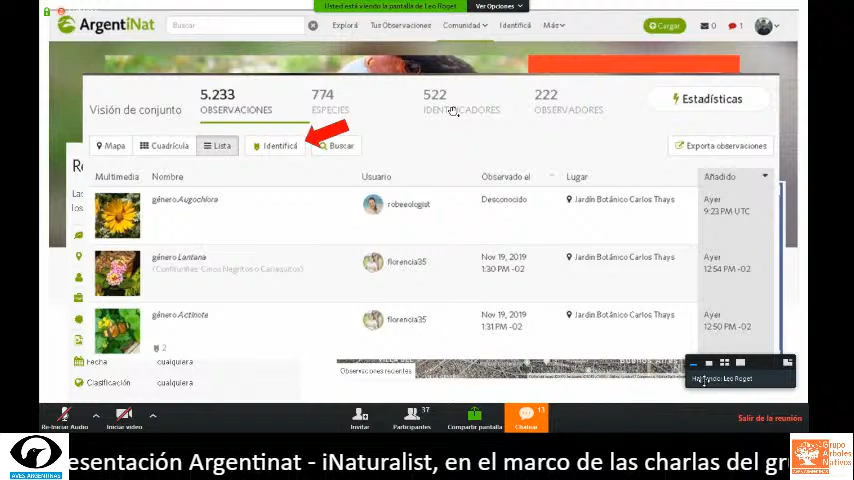 Usted está viendo la pantalla de Leo Roget
Ver Opciones
ArgentiNat
Buscar
Explorá
Tus Observaciones
Comunidad
Identificá
Más
Cargar
0
1
Visión de conjunto
5.233
OBSERVACIONES
774
ESPECIES
522
IDENTIFICADORES
222
OBSERVADORES
Estadísticas
Mapa
Cuadrícula
Lista
Identificá
Buscar
Exporta observaciones
Multimedia
Nombre
Usuario
Observado el
Lugar
Añadido
género Augochlora
robeeologist
Desconocido
Jardín Botánico Carlos Thays
Ayer
9:23 PM UTC
género Lantana
florencia35
Nov 19, 2019
1:30 PM -02
Jardín Botánico Carlos Thays
Ayer
12:54 PM -02
género Actinote
2
florencia35
Nov 19, 2019
1:31 PM -02
Jardín Botánico Carlos Thays
Ayer
12:50 PM -02
Fecha
cualquiera
Clasificación
cualquiera
Observaciones recientes
Leo Roget
Re-Iniciar Audio
Iniciar video
Invitar
37
Participantes
Compartir pantalla
13
Chatear
Salir de la reunión
AVES ARGENTINAS
esentación Argentinat - iNaturalist, en el marco de las charlas del gr
Grupo
Árboles
Nativos